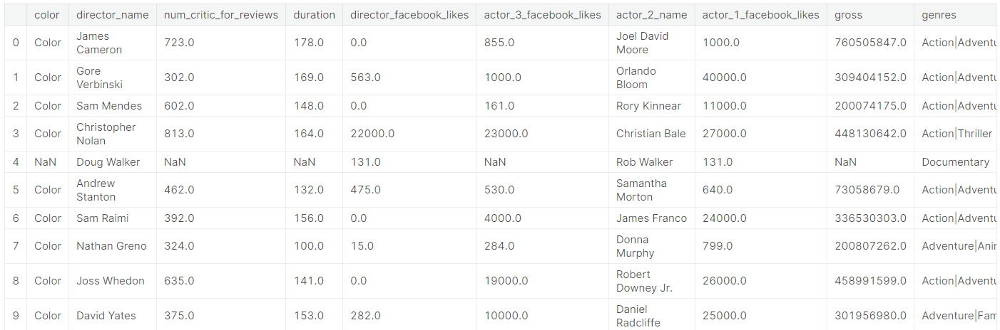 color director_name num_critic_for_reviews duration director_facebook_likes actor_3_facebook_likes actor_2_name actor_1_facebook_likes gross genres
0 Color James Cameron 723.0 178.0 0.0 855.0 Joel David Moore 1000.0 760505847.0 Action|Adventu
1 Color Gore Verbinski 302.0 169.0 563.0 1000.0 Orlando Bloom 40000.0 309404152.0 Action|Adventu
2 Color Sam Mendes 602.0 148.0 0.0 161.0 Rory Kinnear 11000.0 200074175.0 Action|Adventu
3 Color Christopher Nolan 813.0 164.0 22000.0 23000.0 Christian Bale 27000.0 448130642.0 Action|Thriller
4 NaN Doug Walker NaN NaN 131.0 NaN Rob Walker 131.0 NaN Documentary
5 Color Andrew Stanton 462.0 132.0 475.0 530.0 Samantha Morton 640.0 73058679.0 Action|Adventu
6 Color Sam Raimi 392.0 156.0 0.0 4000.0 James Franco 24000.0 336530303.0 Action|Adventu
7 Color Nathan Greno 324.0 100.0 15.0 284.0 Donna Murphy 799.0 200807262.0 Adventure|Ani
8 Color Joss Whedon 635.0 141.0 0.0 19000.0 Robert Downey Jr. 26000.0 458991599.0 Action|Adventu
9 Color David Yates 375.0 153.0 282.0 10000.0 Daniel Radcliffe 25000.0 301956980.0 Adventure|Fam